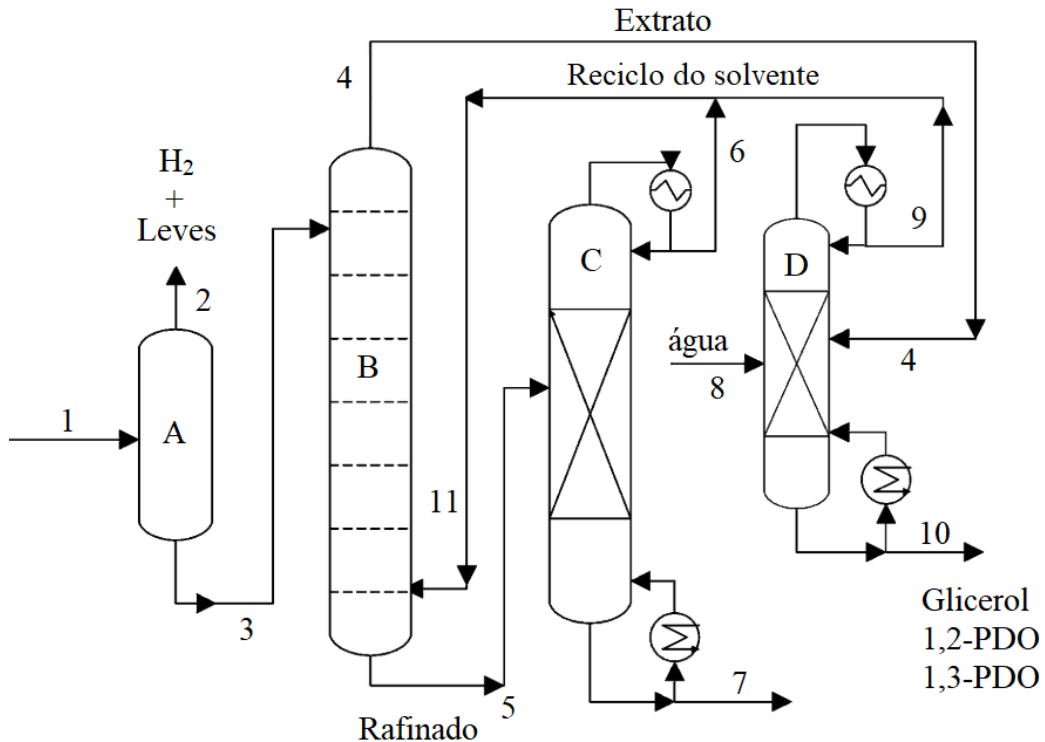 Extrato
4
Reciclo do solvente
6
H₂
+
Leves
9
C
D
2
água
4
B
8
1
A
11
10
3
Glicerol
1,2-PDO
1,3-PDO
5
7
Rafinado